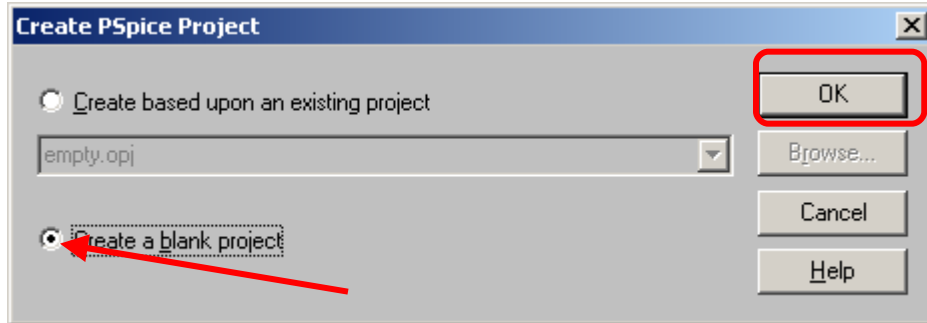 Create PSpice Project
Create based upon an existing project
OK
empty.opj
Browse...
Create a blank project
Cancel
Help